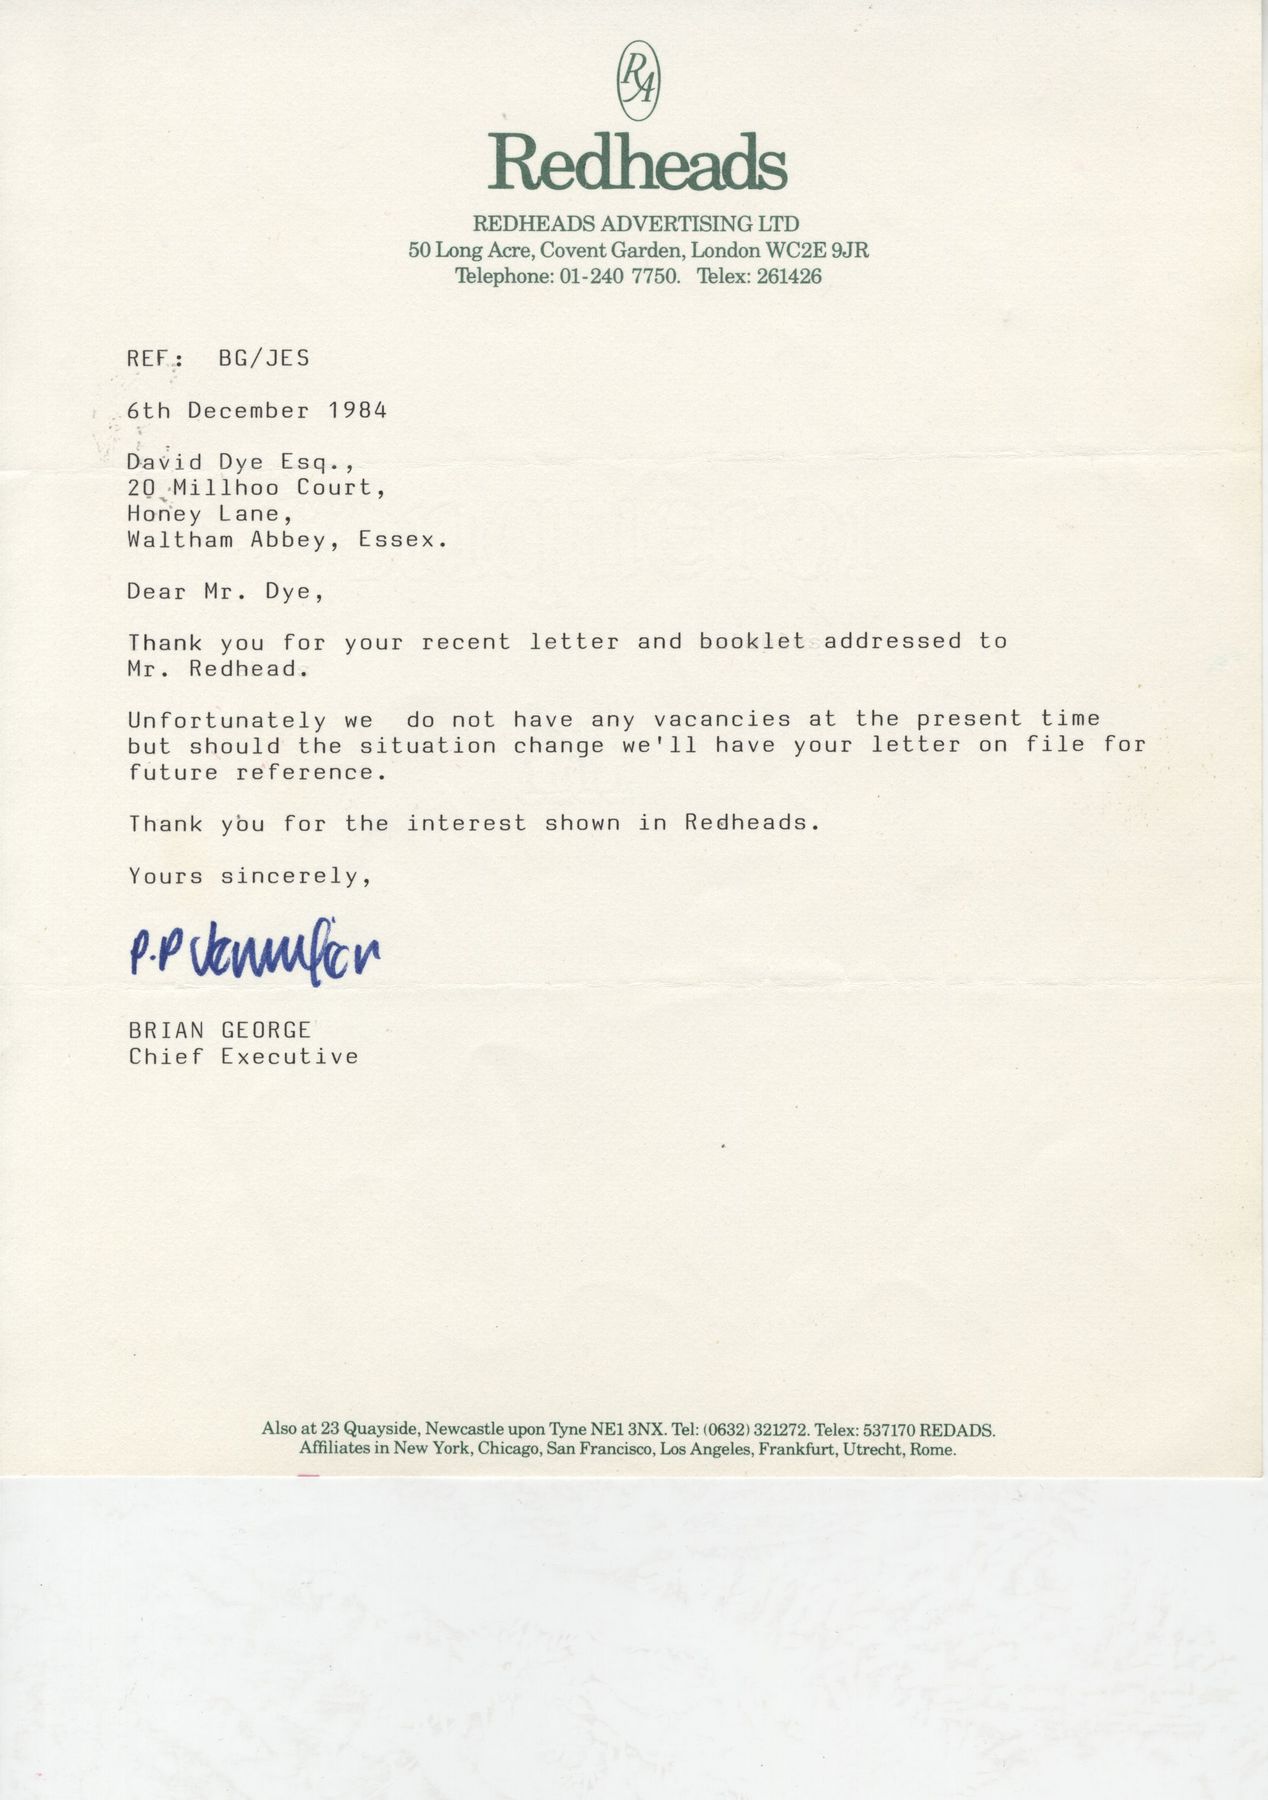 RA
Redheads
REDHEADS ADVERTISING LTD
50 Long Acre, Covent Garden, London WC2E 9JR
Telephone: 01-240 7750. Telex: 261426
REF: BG/JES
6th December 1984
David Dye Esq.,
20 Millhoo Court,
Honey Lane,
Waltham Abbey, Essex.
Dear Mr. Dye,
Thank you for your recent letter and booklet addressed to
Mr. Redhead.
Unfortunately we do not have any vacancies at the present time
but should the situation change we'll have your letter on file for
future reference.
Thank you for the interest shown in Redheads.
Yours sincerely,
P.P
BRIAN GEORGE
Chief Executive
Also at 23 Quayside, Newcastle upon Tyne NE1 3NX. Tel: (0632) 321272. Telex: 537170 REDADS.
Affiliates in New York, Chicago, San Francisco, Los Angeles, Frankfurt, Utrecht, Rome.